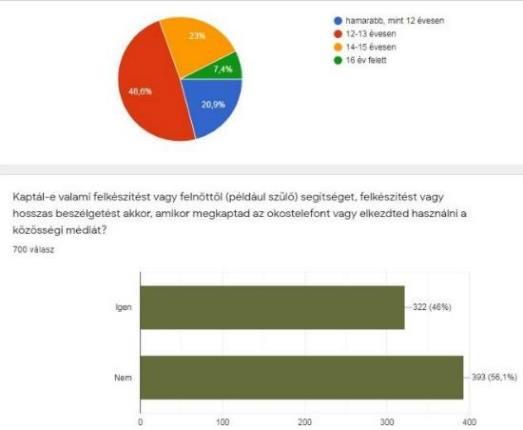 hamarabb, mint 12 évesen
12-13 évesen
14-15 évesen
16 év felett
23%
7,4%
48,6%
20,9%
Kaptál-e valami felkészítést vagy felnőttől (például szülő) segítséget, felkészítést vagy
hosszas beszélgetést akkor, amikor megkaptad az okostelefont vagy elkezdted használni a
közösségi médiát?
700 válasz
Igen
322 (46%)
Nem
393 (56,1%)
0
100
200
300
400